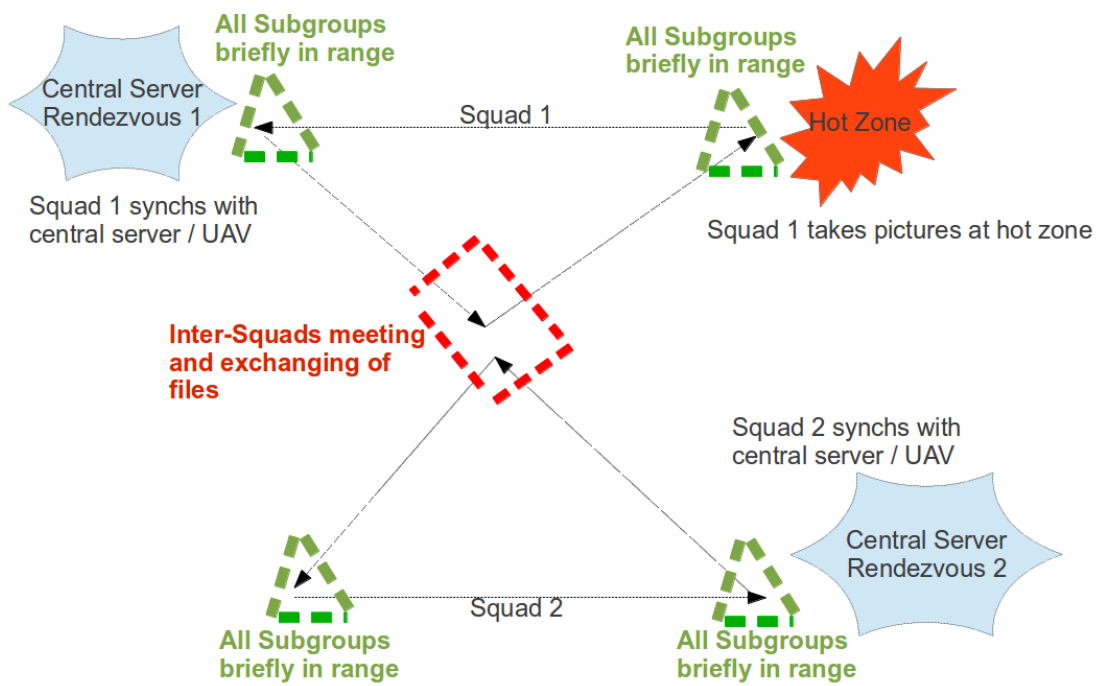 All Subgroups
briefly in range
Central Server
Rendezvous 1
All Subgroups
briefly in range
Squad 1
Hot Zone
Squad 1 synchs with
central server / UAV
Squad 1 takes pictures at hot zone
Inter-Squads meeting
and exchanging of
files
Squad 2 synchs with
central server / UAV
Central Server
Rendezvous 2
Squad 2
All Subgroups
briefly in range
All Subgroups
briefly in range